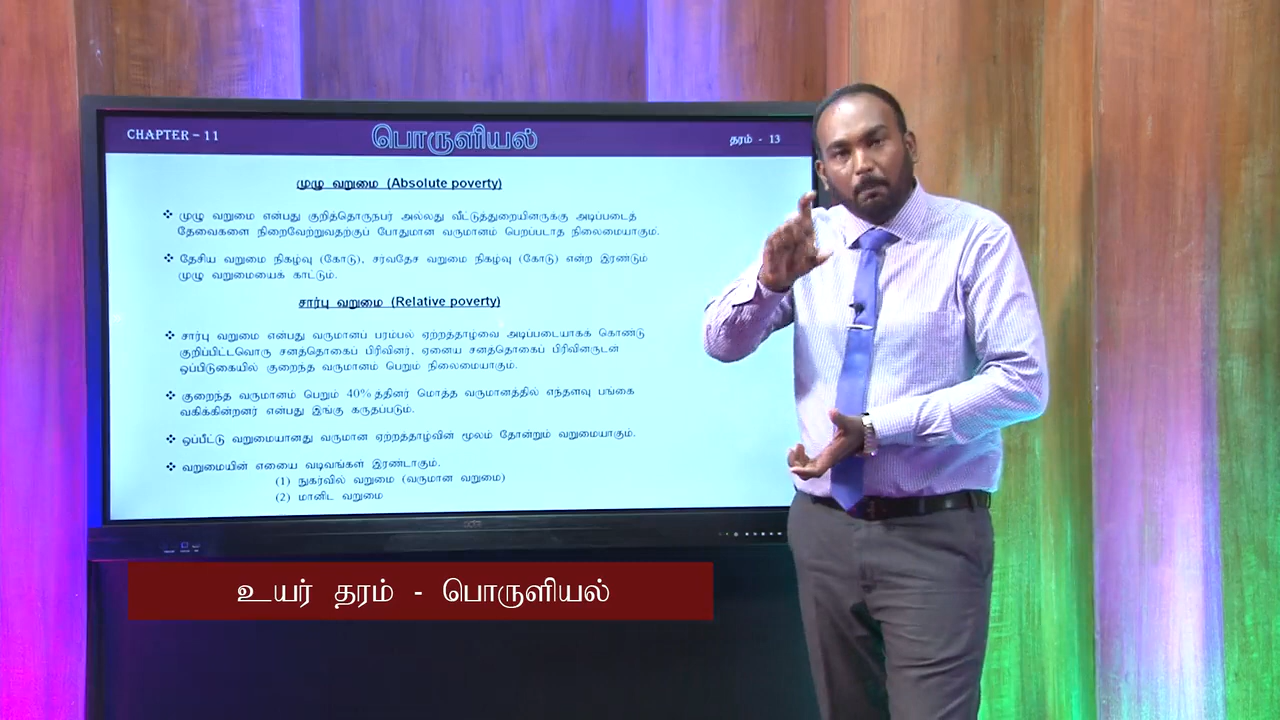 CHAPTER – 11
பொருளியல்
தரம் - 13
முழு வறுமை (Absolute poverty)
❖ முழு வறுமை என்பது குறித்தொருநபர் அல்லது வீட்டுத்துறையினருக்கு அடிப்படைத்
தேவைகளை நிறைவேற்றுவதற்குப் போதுமான வருமானம் பெறப்படாத நிலைமையாகும்.
❖ தேசிய வறுமை நிகழ்வு (கோடு), சர்வதேச வறுமை நிகழ்வு (கோடு) என்ற இரண்டும்
முழு வறுமையைக் காட்டும்.
சார்பு வறுமை (Relative poverty)
❖ சார்பு வறுமை என்பது வருமானப் பரம்பல் ஏற்றத்தாழ்வை அடிப்படையாகக் கொண்டு
குறிப்பிட்டவொரு சனத்தொகைப் பிரிவினர், ஏனைய சனத்தொகைப் பிரிவினருடன்
ஒப்பிடுகையில் குறைந்த வருமானம் பெறும் நிலைமையாகும்.
❖ குறைந்த வருமானம் பெறும் 40% த்தினர் மொத்த வருமானத்தில் எந்தளவு பங்கை
வகிக்கின்றனர் என்பது இங்கு கருதப்படும்.
❖ ஒப்பீட்டு வறுமையானது வருமான ஏற்றத்தாழ்வின் மூலம் தோன்றும் வறுமையாகும்.
❖ வறுமையின் எனைய வடிவங்கள் இரண்டாகும்.
(1) நுகர்வில் வறுமை (வருமான வறுமை)
(2) மானிட வறுமை
உயர் தரம் - பொருளியல்